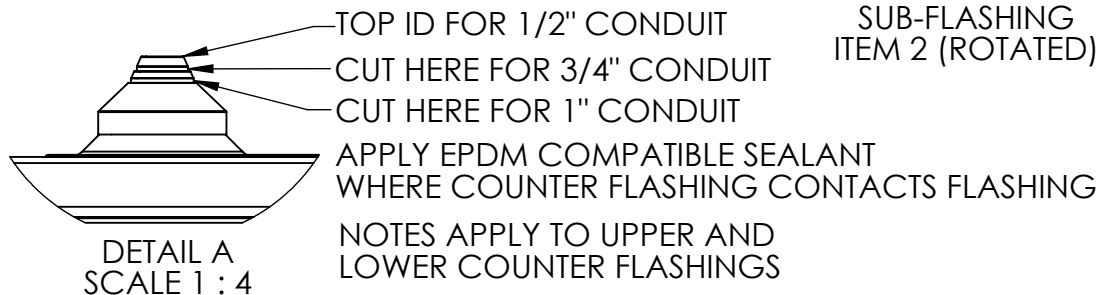 TOP ID FOR 1/2" CONDUIT
CUT HERE FOR 3/4" CONDUIT
CUT HERE FOR 1" CONDUIT
APPLY EPDM COMPATIBLE SEALANT
WHERE COUNTER FLASHING CONTACTS FLASHING
NOTES APPLY TO UPPER AND
LOWER COUNTER FLASHINGS
DETAIL A
SCALE 1 : 4
SUB-FLASHING
ITEM 2 (ROTATED)